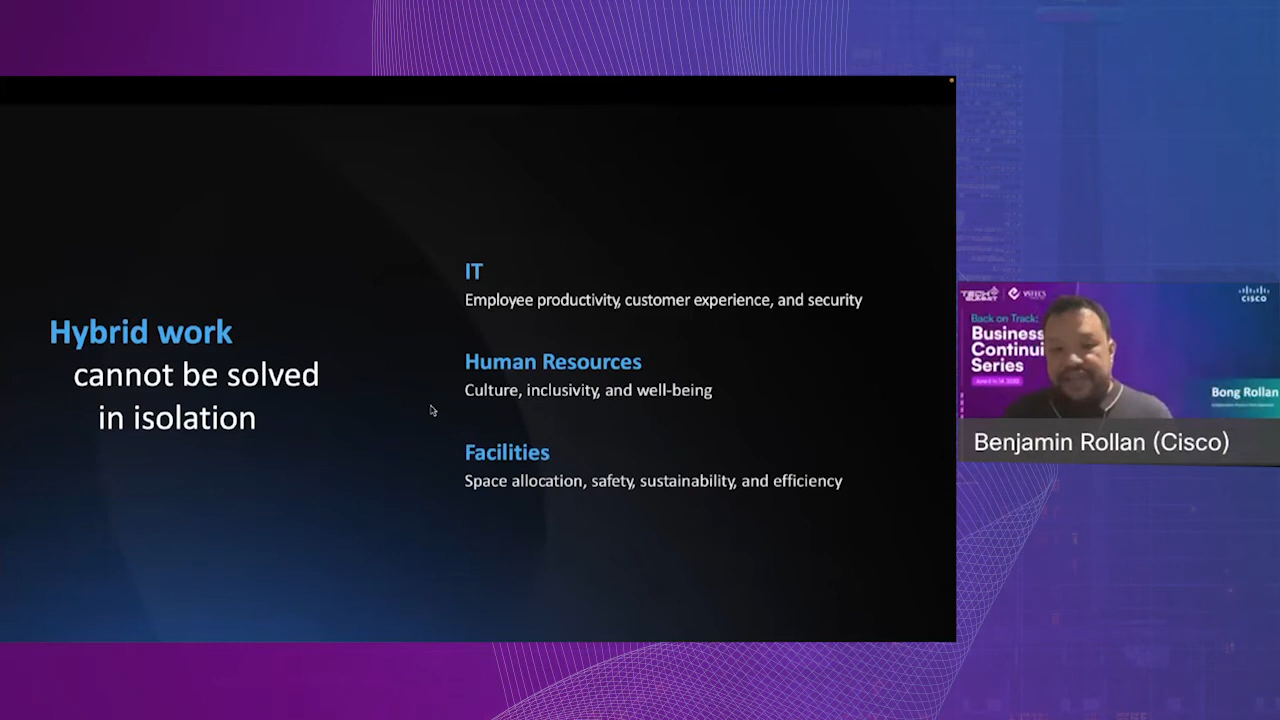 Hybrid work
cannot be solved
in isolation
IT
Employee productivity, customer experience, and security
Human Resources
Culture, inclusivity, and well-being
Facilities
Space allocation, safety, sustainability, and efficiency
CISCO
Back on Track:
Business
Continui
Series
Bong Rollan
Benjamin Rollan (Cisco)